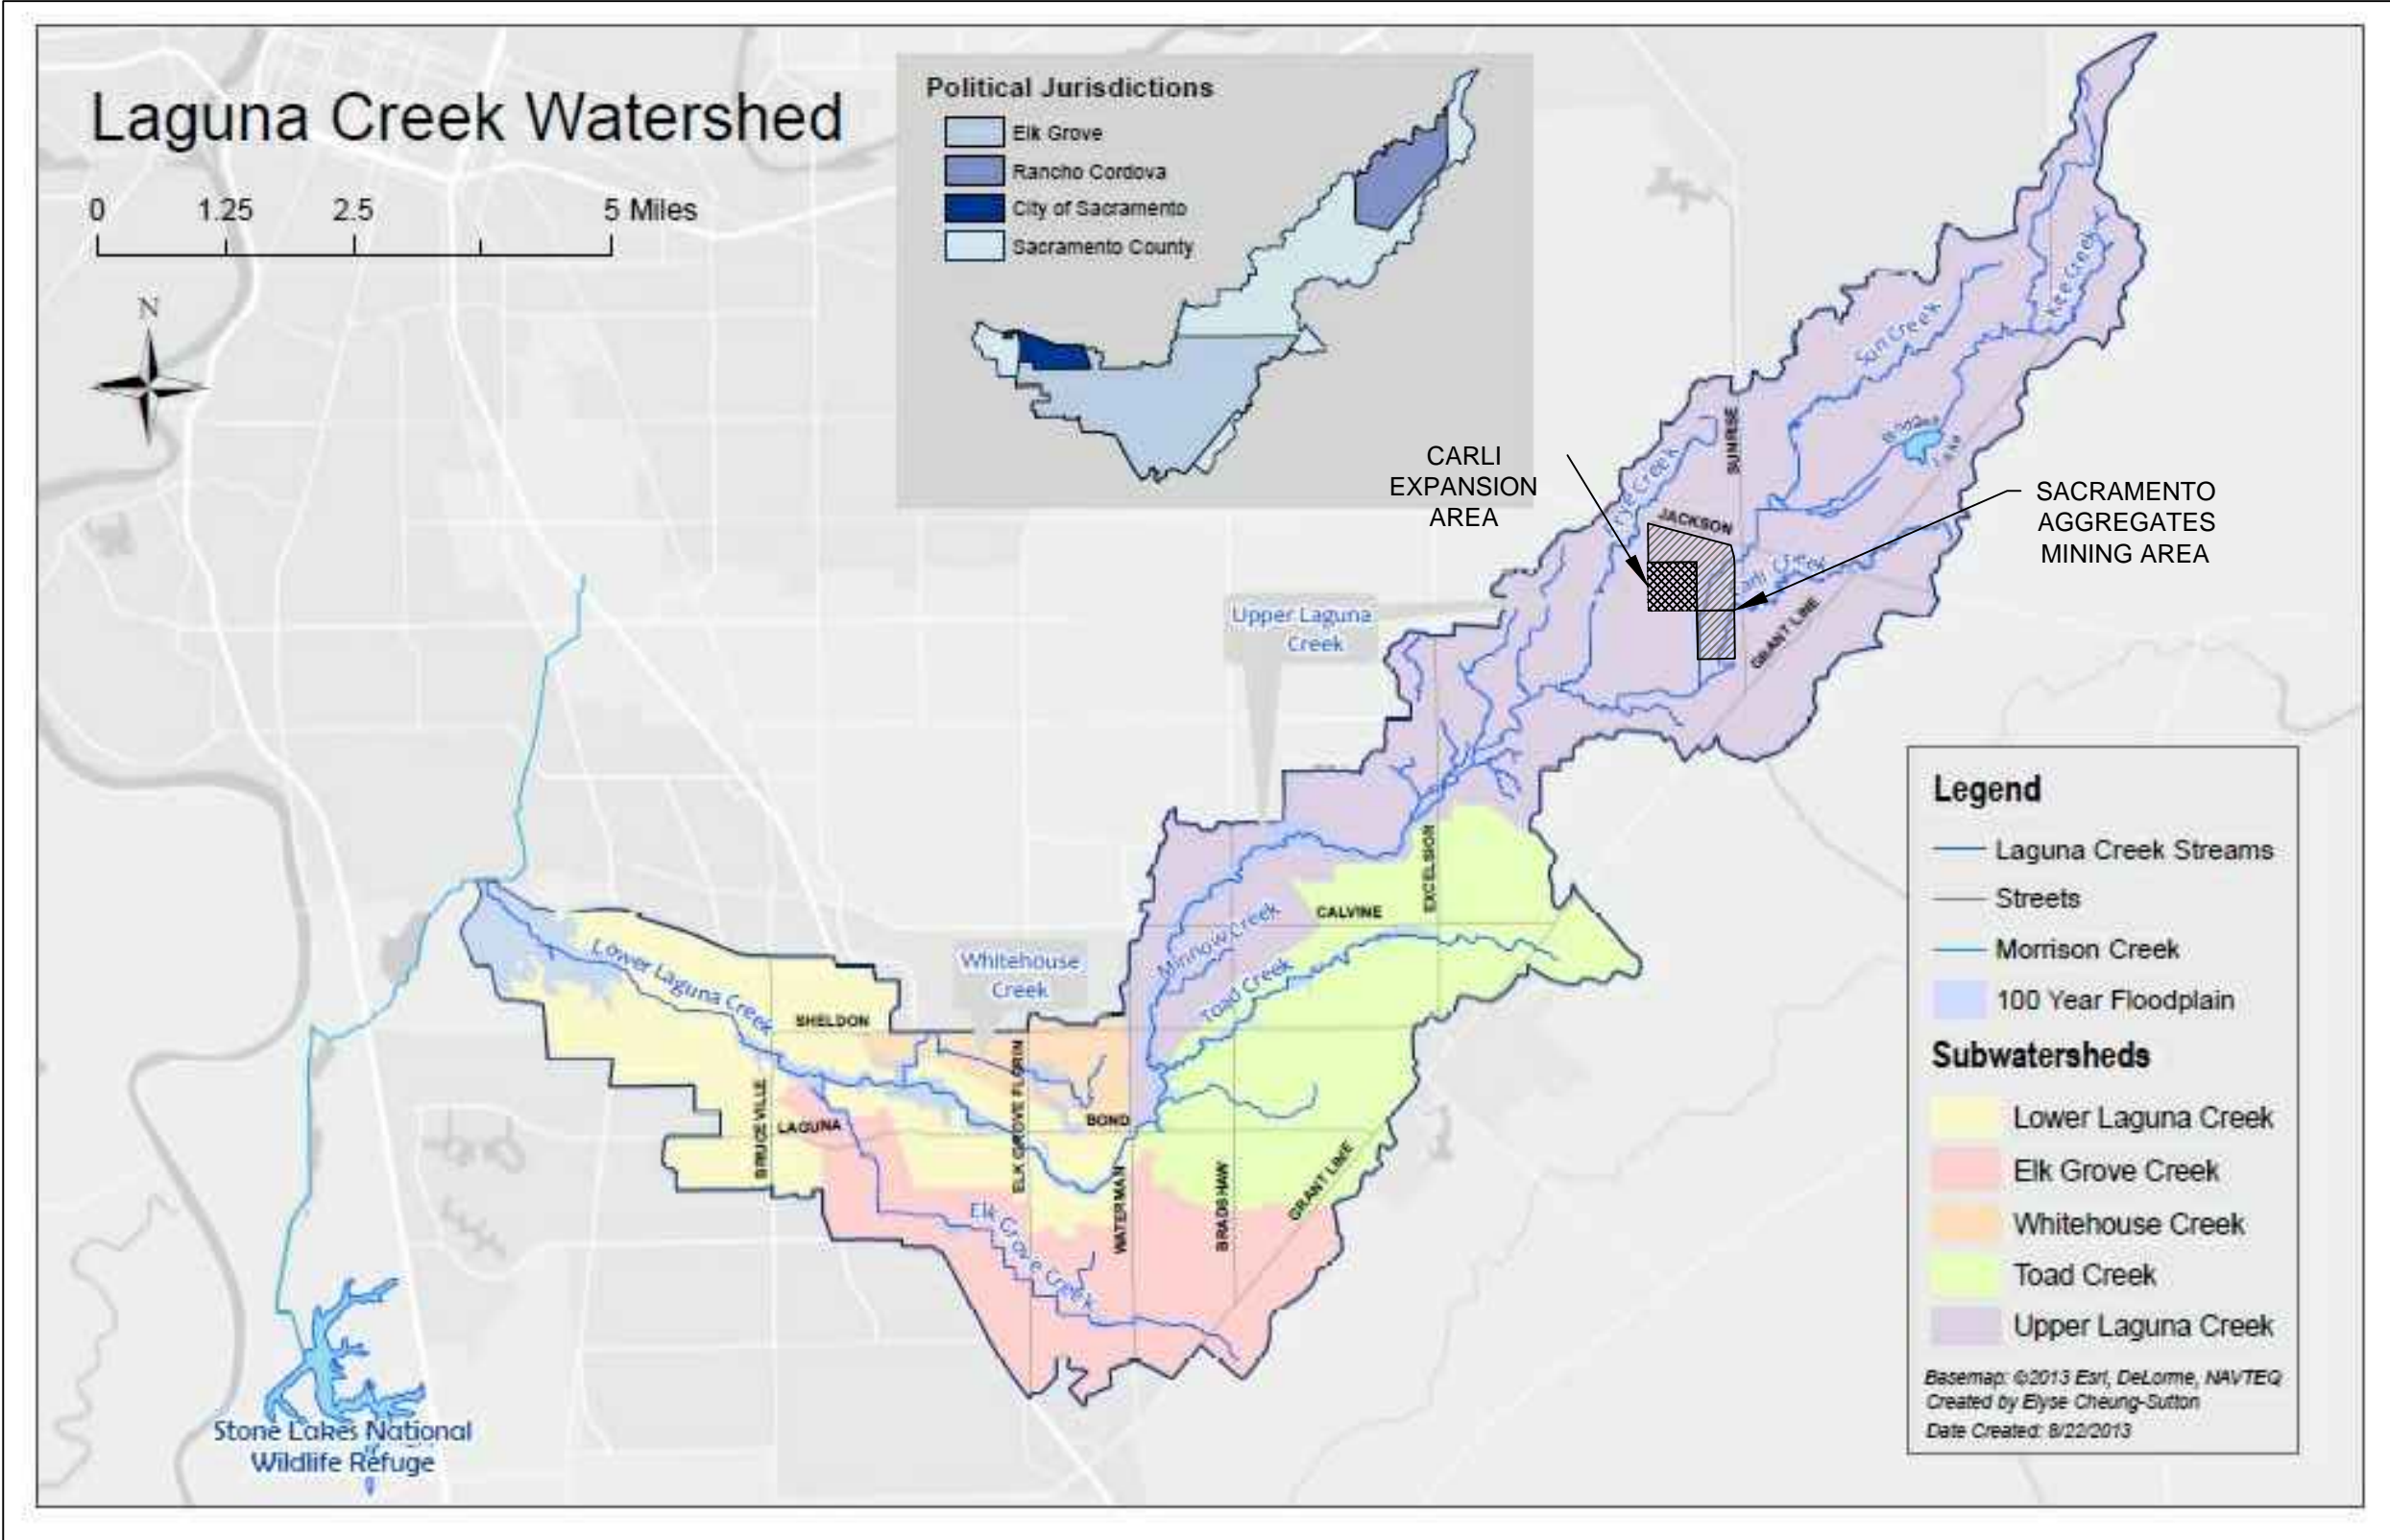 Laguna Creek Watershed
0 1.25 2.5 5 Miles
N
Political Jurisdictions
Elk Grove
Rancho Cordova
City of Sacramento
Sacramento County
CARLI
EXPANSION
AREA
SACRAMENTO
AGGREGATES
MINING AREA
Sun Creek
Kite Creek
Frye Creek
SUNRISE
JACKSON
Creek
GRANT LINE
Upper Laguna
Creek
EXCELSION
CALVINE
Minnow Creek
Toad Creek
Whitehouse
Creek
Lower Laguna Creek
SHELDON
BRUCEVILLE
LAGUNA
ELK GROVE FLORIN
BOND
WATERMAN
BRADSHAW
GRANT LINE
Elk Grove Creek
Stone Lakes National
Wildlife Refuge
Legend
Laguna Creek Streams
Streets
Morrison Creek
100 Year Floodplain
Subwatersheds
Lower Laguna Creek
Elk Grove Creek
Whitehouse Creek
Toad Creek
Upper Laguna Creek
Basemap: ©2013 Esri, DeLorme, NAVTEQ
Created by Elyse Cheung-Sutton
Date Created: 8/22/2013